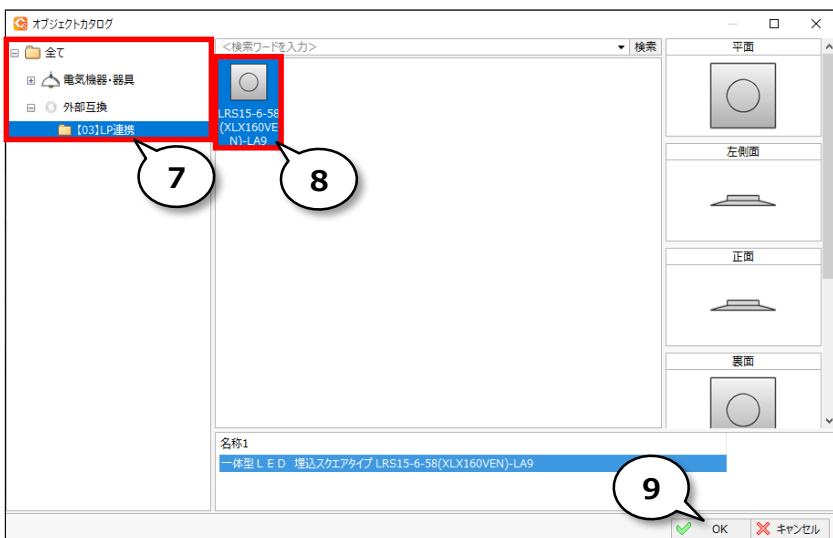 オブジェクトカタログ
全て
電気機器・器具
外部互換
【03】LP連携
7
<検索ワードを入力>
検索
LRS15-6-58
(XLX160VE
N)-LA9
8
平面
左側面
正面
裏面
名称1
一体型ＬＥＤ 埋込スクエアタイプ LRS15-6-58(XLX160VEN)-LA9
9
OK
キャンセル